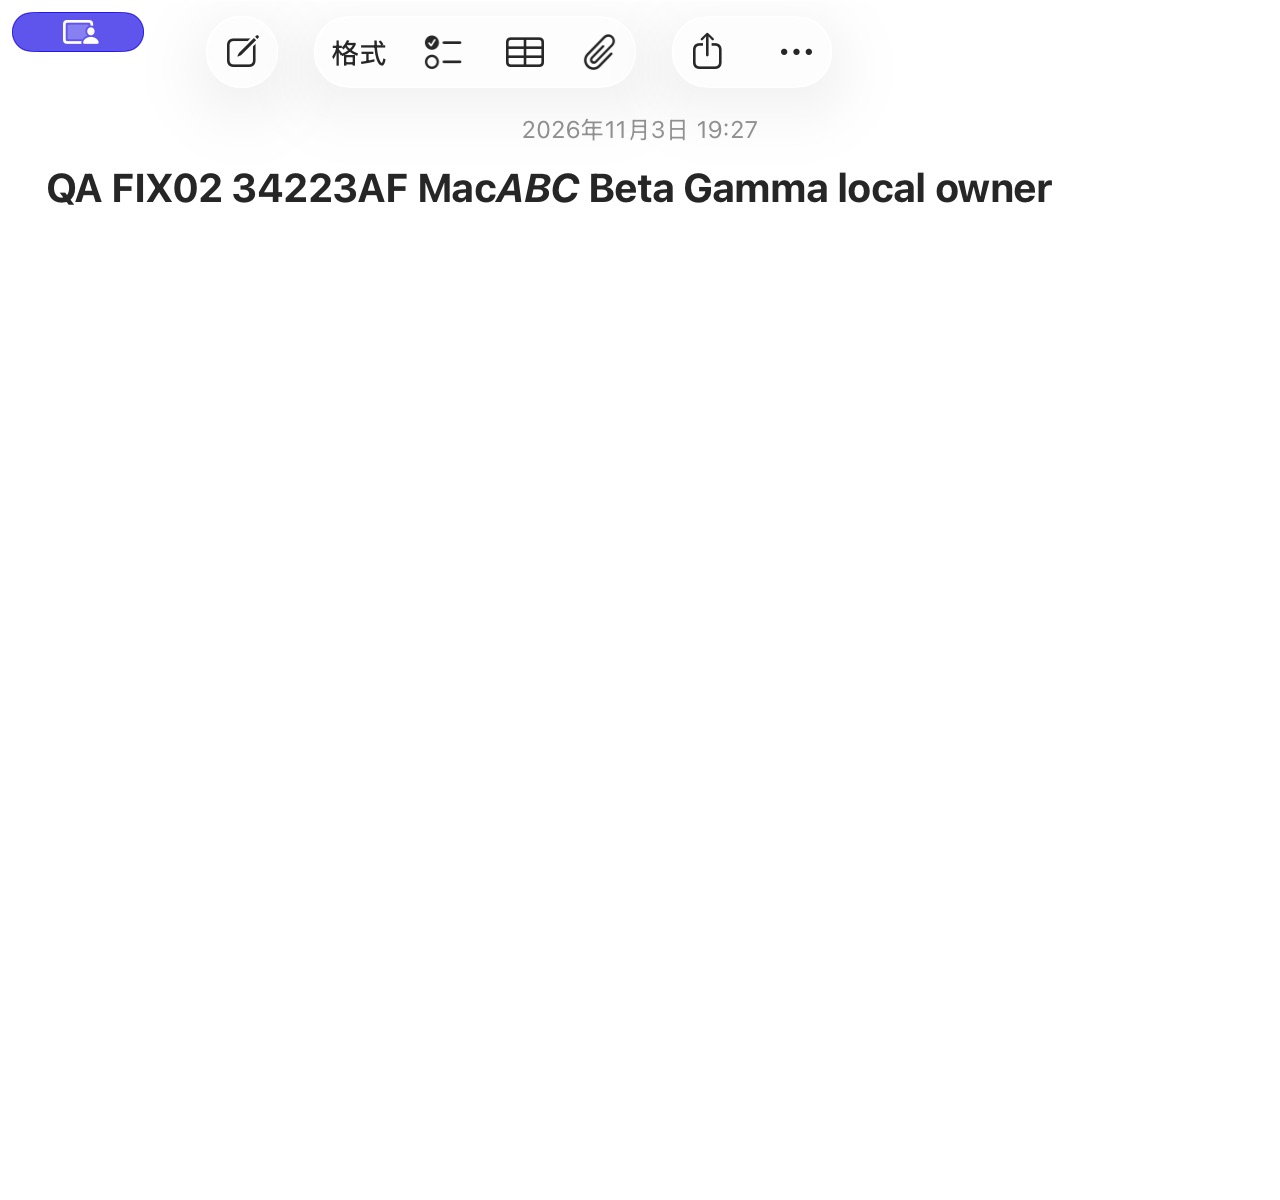 格式
2026年11月3日 19:27
QA FIX02 34223AF MacABC Beta Gamma local owner